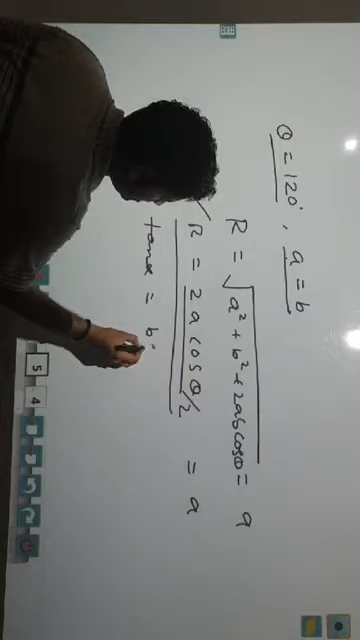 θ = 120°, a = b
R = √(a² + b² + 2ab cosθ) = a
R = 2a cos θ/2 = a
tanα = b
5 4